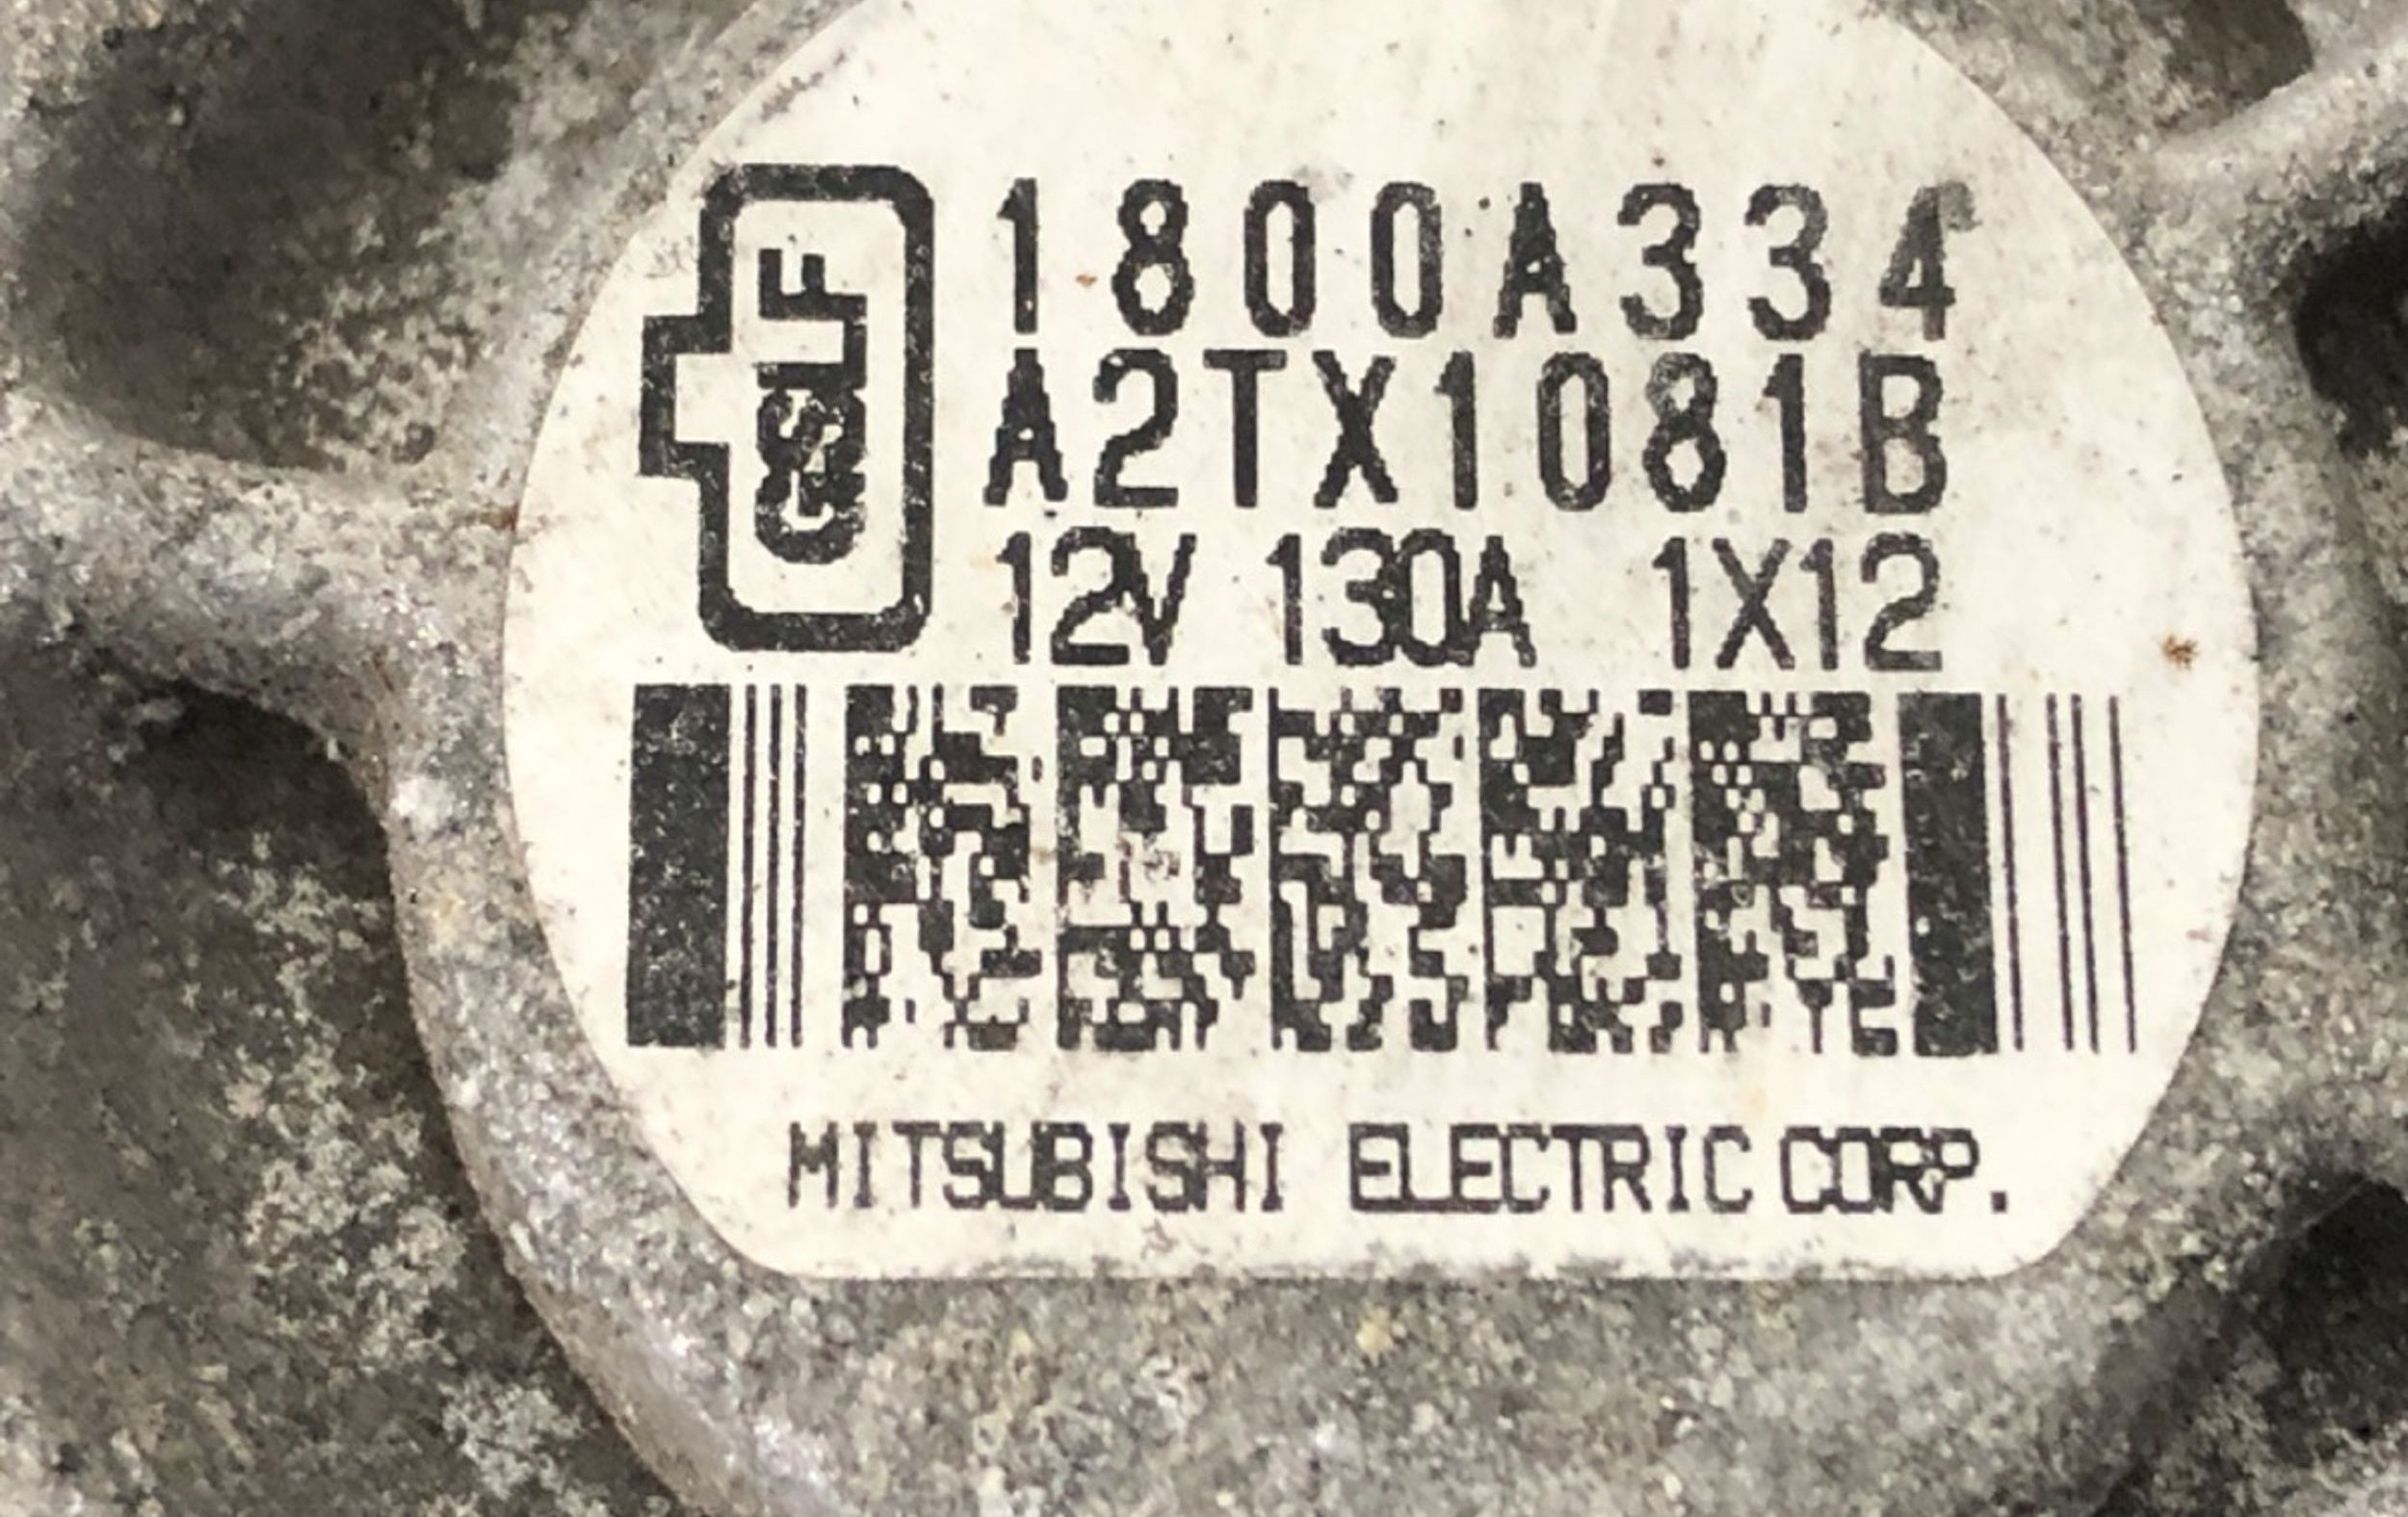 1800A334
A2TX1081B
12V 130A 1X12
MITSUBISHI ELECTRIC CORP.